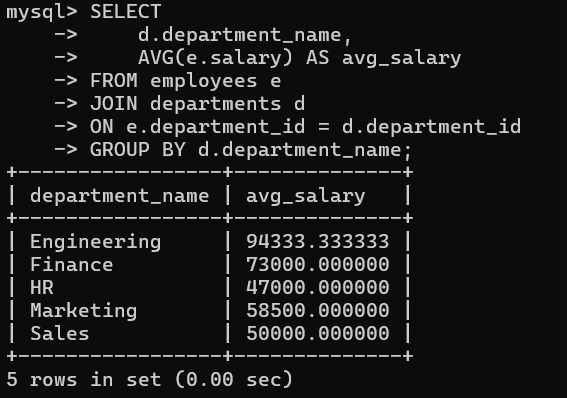 mysql> SELECT
    ->     d.department_name,
    ->     AVG(e.salary) AS avg_salary
    -> FROM employees e
    -> JOIN departments d
    -> ON e.department_id = d.department_id
    -> GROUP BY d.department_name;
+-----------------+--------------+
| department_name | avg_salary   |
+-----------------+--------------+
| Engineering     | 94333.333333 |
| Finance         | 73000.000000 |
| HR              | 47000.000000 |
| Marketing       | 58500.000000 |
| Sales           | 50000.000000 |
+-----------------+--------------+
5 rows in set (0.00 sec)